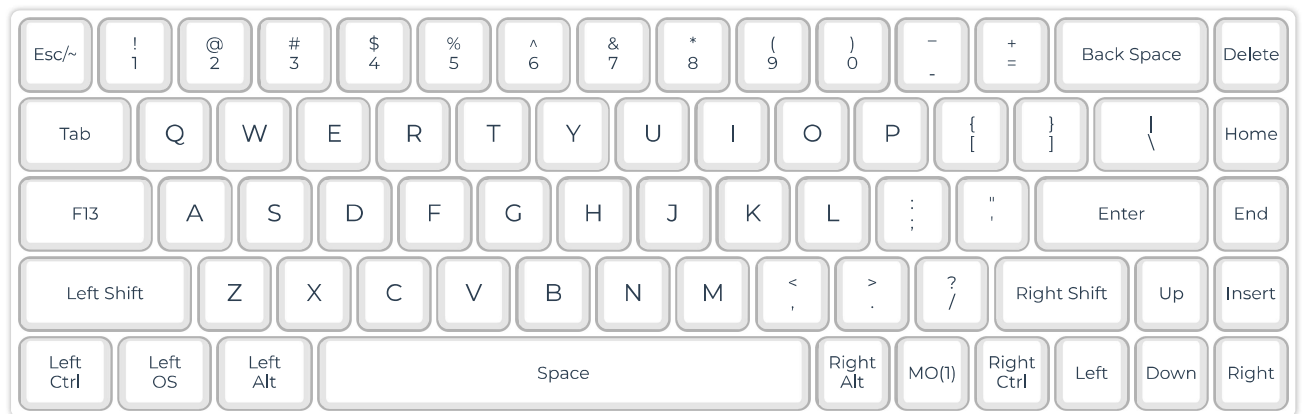 Esc/~ ! 1 @ 2 # 3 $ 4 % 5 ^ 6 & 7 * 8 ( 9 ) 0 _ - + = Back Space Delete
Tab Q W E R T Y U I O P { [ } ] | \ Home
F13 A S D F G H J K L : ; " ' Enter End
Left Shift Z X C V B N M < , > . ? / Right Shift Up Insert
Left Ctrl Left OS Left Alt Space Right Alt MO(1) Right Ctrl Left Down Right